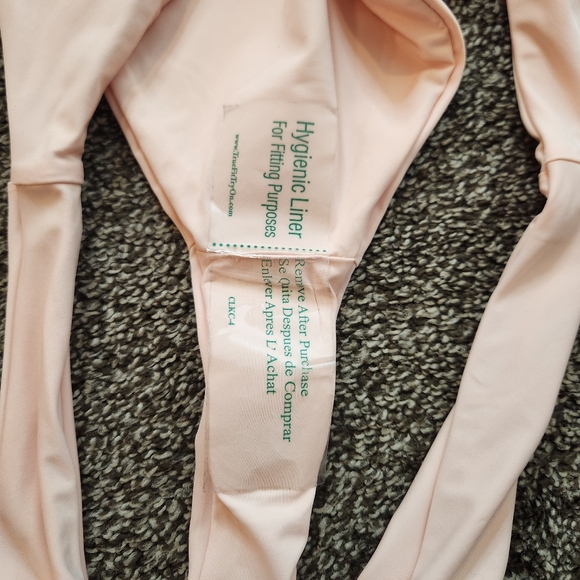 Hygienic Liner
For Fitting Purposes
www.TrueFitTryOn.com
Remove After Purchase
Se Quita Despues de Comprar
Enlever Apres L' Achat
CLKC-4